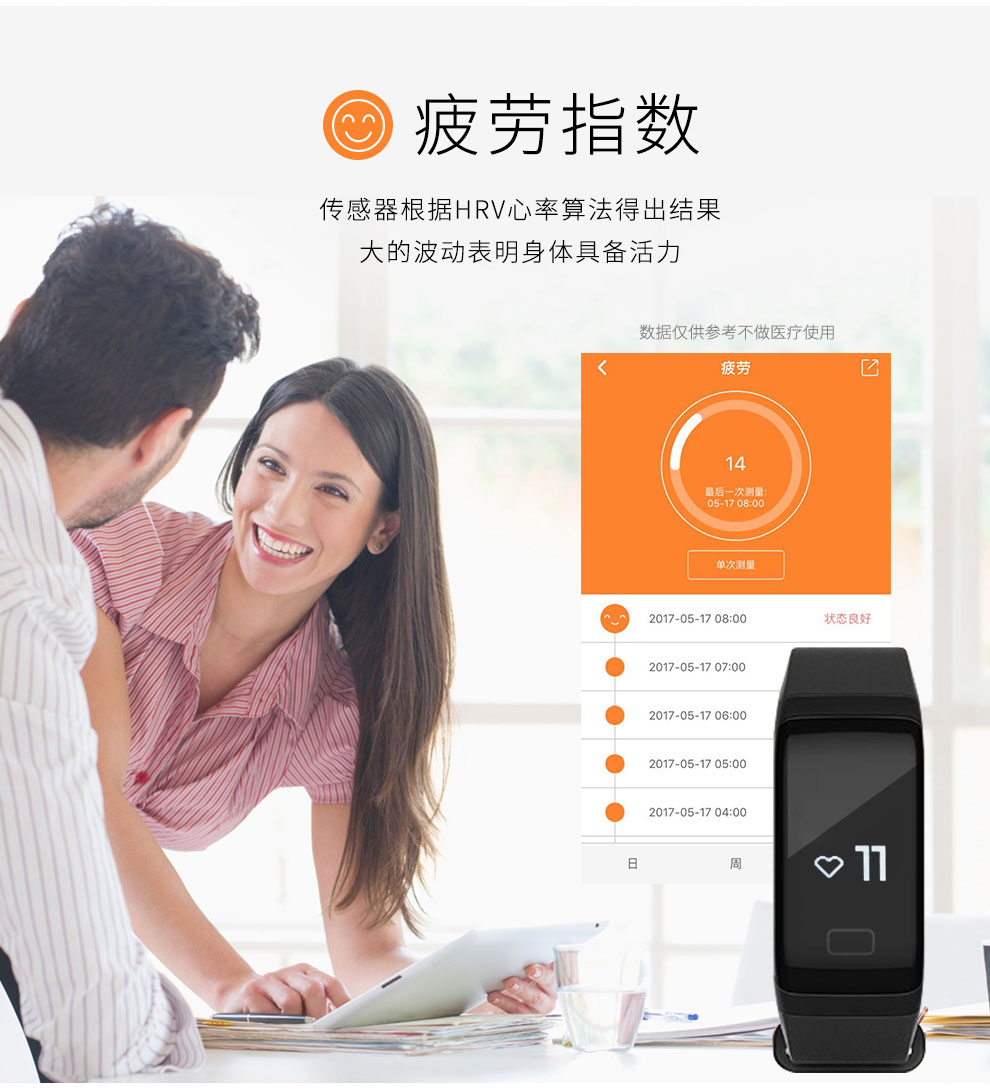 疲劳指数
传感器根据HRV心率算法得出结果
大的波动表明身体具备活力
数据仅供参考不做医疗使用
疲劳
14
最后一次测量:
05-17 08:00
单次测量
2017-05-17 08:00 状态良好
2017-05-17 07:00
2017-05-17 06:00
2017-05-17 05:00
2017-05-17 04:00
日 周
11